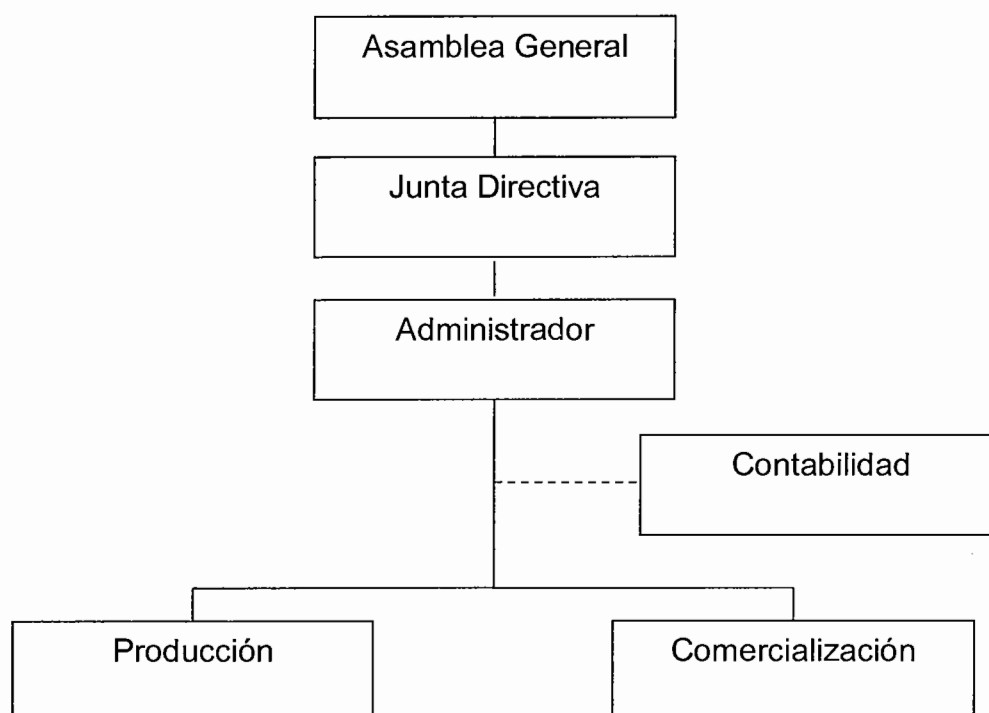 Asamblea General
Junta Directiva
Administrador
Contabilidad
Producción
Comercialización